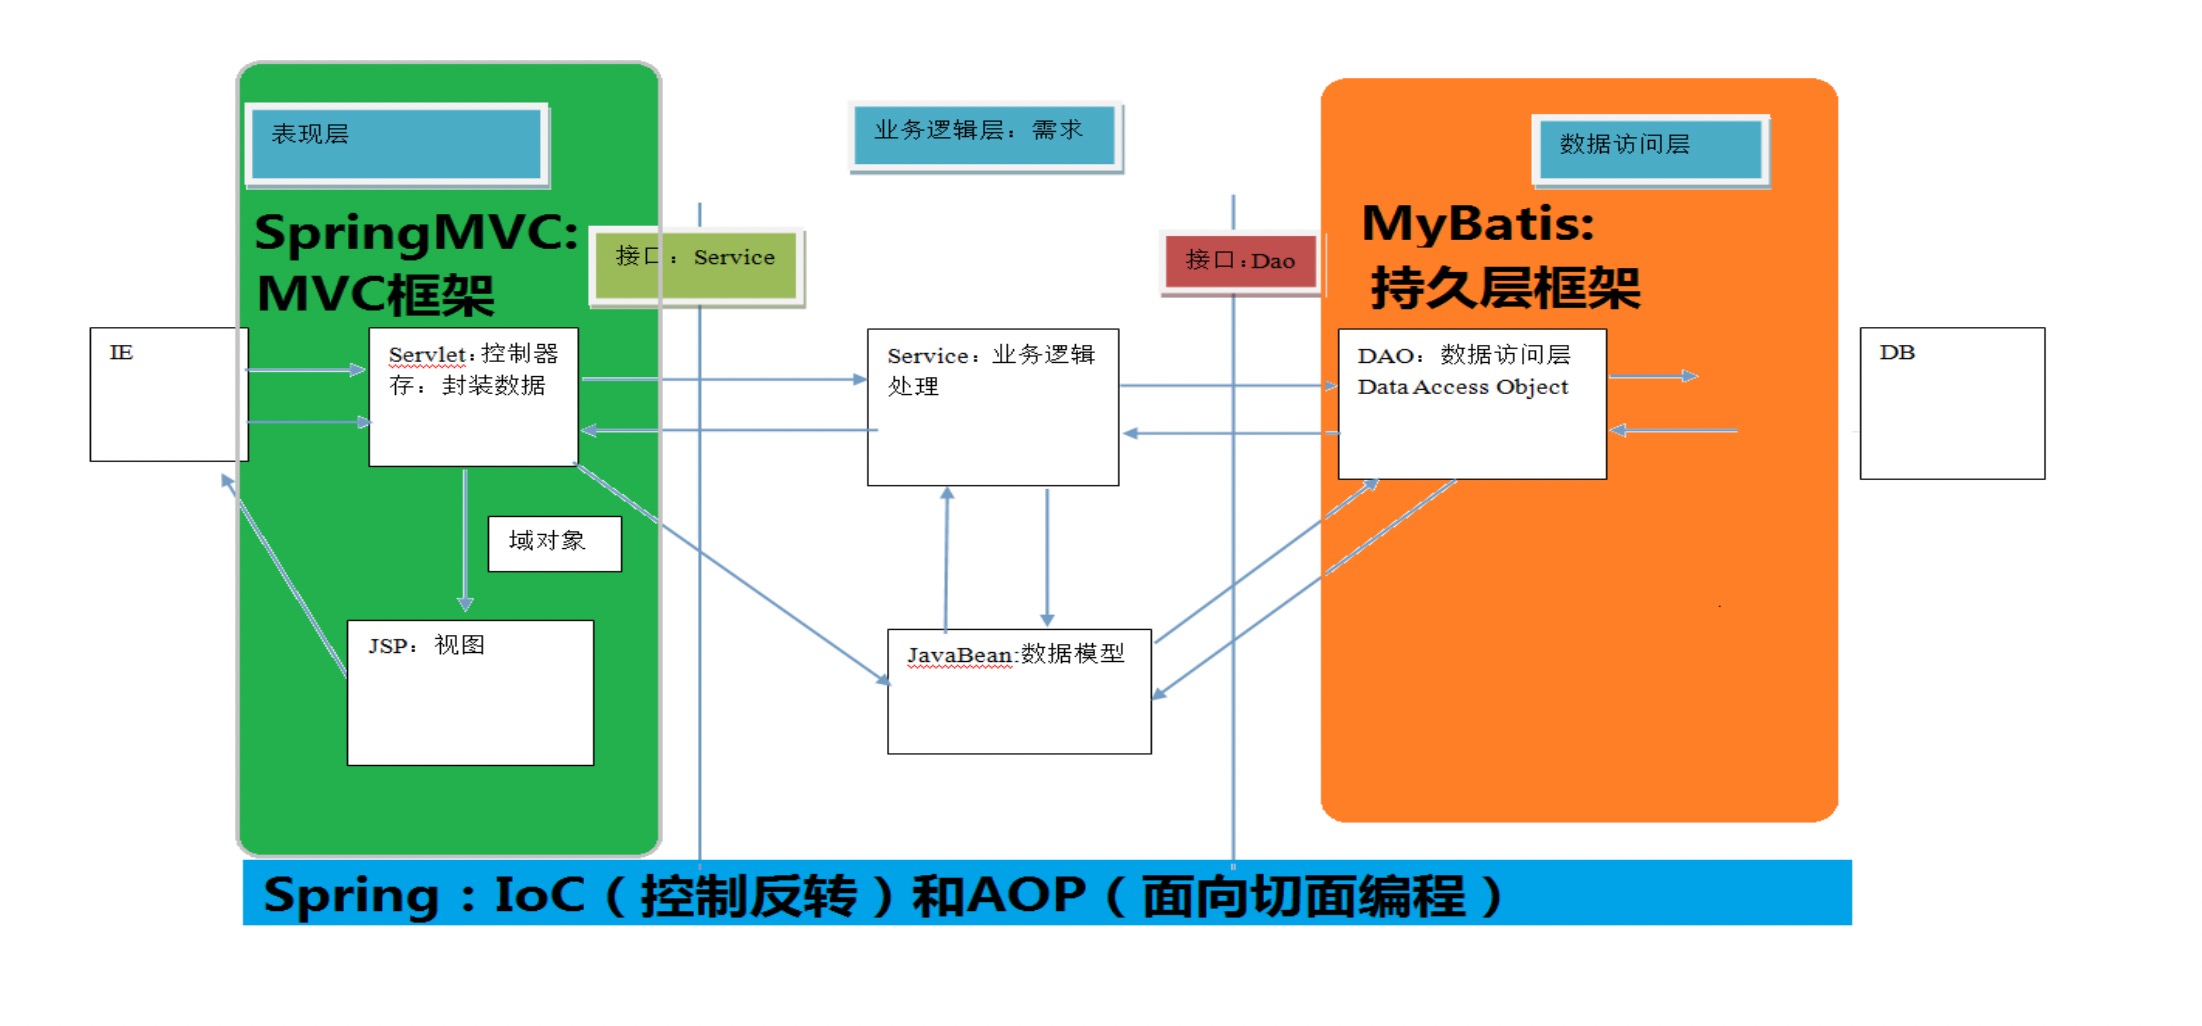 表现层
业务逻辑层：需求
数据访问层
SpringMVC:
MVC框架
接口：Service
接口:Dao
MyBatis:
持久层框架
IE
Servlet:控制器
存：封装数据
Service：业务逻辑
处理
DAO：数据访问层
Data Access Object
DB
域对象
JSP：视图
JavaBean:数据模型
Spring：IoC（控制反转）和AOP（面向切面编程）